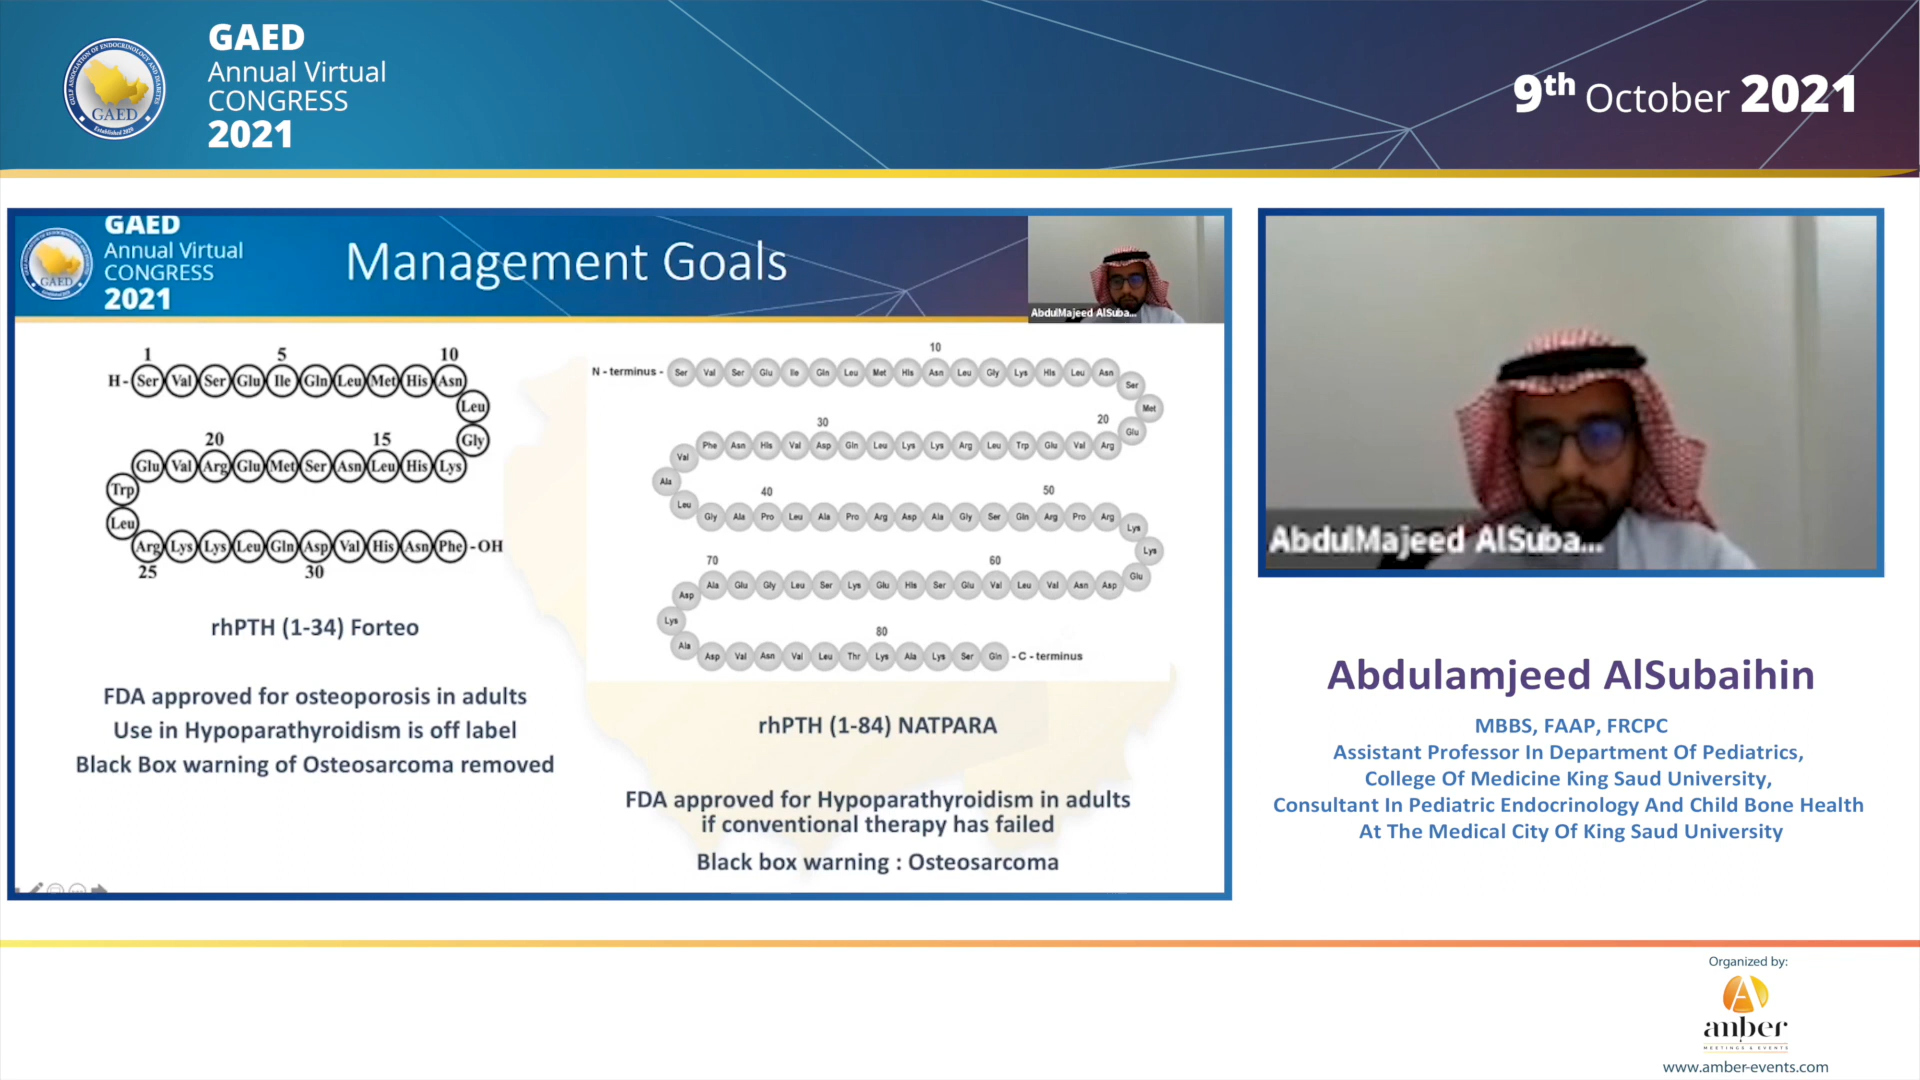 GAED
Annual Virtual
CONGRESS
2021
GAED
9th October 2021
GAED
Annual Virtual
CONGRESS
2021
GAED
Management Goals
AbdulMajeed AlSuba...
1 5 10
H - Ser Val Ser Glu Ile Gln Leu Met His Asn
Leu
Gly
20 15
Glu Val Arg Glu Met Ser Asn Leu His Lys
Trp
Leu
Arg Lys Lys Leu Gln Asp Val His Asn Phe - OH
25 30
rhPTH (1-34) Forteo
FDA approved for osteoporosis in adults
Use in Hypoparathyroidism is off label
Black Box warning of Osteosarcoma removed
10
N - terminus - Ser Val Ser Glu Ile Gln Leu Met His Asn Leu Gly Lys His Leu Asn
Ser
Met
Glu
30 20
Phe Asn His Val Asp Gln Leu Lys Lys Arg Leu Trp Glu Val Arg
Val
Ala
Leu
40 50
Gly Ala Pro Leu Ala Pro Arg Asp Ala Gly Ser Gln Arg Pro Arg
Lys
Lys
Glu
70 60
Ala Glu Gly Leu Ser Lys Glu His Ser Glu Val Leu Val Asn Asp
Asp
Lys
Ala
80
Asp Val Asn Val Leu Thr Lys Ala Lys Ser Gln - C - terminus
rhPTH (1-84) NATPARA
FDA approved for Hypoparathyroidism in adults
if conventional therapy has failed
Black box warning : Osteosarcoma
AbdulMajeed AlSuba...
Abdulamjeed AlSubaihin
MBBS, FAAP, FRCPC
Assistant Professor In Department Of Pediatrics,
College Of Medicine King Saud University,
Consultant In Pediatric Endocrinology And Child Bone Health
At The Medical City Of King Saud University
Organized by:
amber
MEETINGS & EVENTS
www.amber-events.com